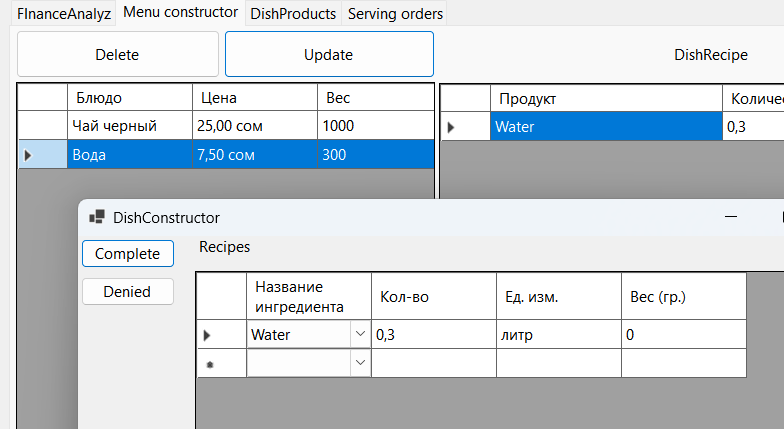 FInanceAnalyz Menu constructor DishProducts Serving orders
Delete Update DishRecipe
Блюдо Цена Вес
Чай черный 25,00 сом 1000
Вода 7,50 сом 300
Продукт Количес
Water 0,3
DishConstructor
Complete
Denied
Recipes
Название
ингредиента
Кол-во Ед. изм. Вес (гр.)
Water 0,3 литр 0